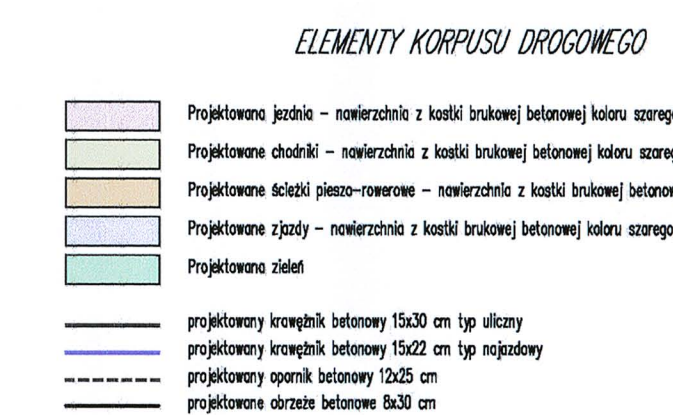 ELEMENTY KORPUSU DROGOWEGO
Projektowana jezdnia – nawierzchnia z kostki brukowej betonowej koloru
Projektowane chodniki – nawierzchnia z kostki brukowej betonowej koloru
Projektowane ścieżki pieszo–rowerowe – nawierzchnia z kostki brukowej
Projektowane zjazdy – nawierzchnia z kostki brukowej betonowej koloru szarego
Projektowana zieleń
projektowany krawężnik betonowy 15x30 cm typ uliczny
projektowany krawężnik betonowy 15x22 cm typ najazdowy
projektowany opornik betonowy 12x25 cm
projektowane obrzeże betonowe 8x30 cm